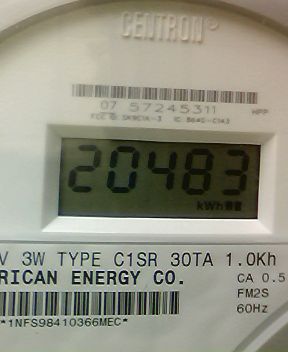 CENTRON®
07 57245311
HPP
20483
kWh
V 3W TYPE C1SR 30TA 1.0Kh
RICAN ENERGY CO.
CA 0.5
FM2S
60Hz
*1NFS98410366MEC*